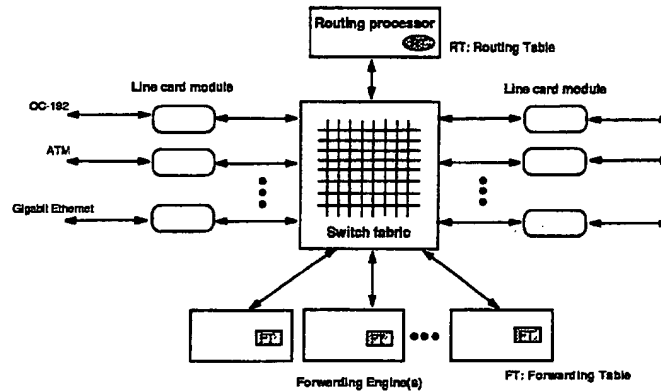 Routing processor
RT
RT: Routing Table
Line card module
Line card module
OC-192
ATM
Gigabit Ethernet
Switch fabric
FT
FT
FT
FT: Forwarding Table
Forwarding Engine(s)